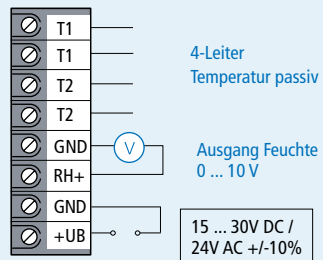 T1
T1
T2
T2
GND
RH+
GND
+UB
V
4-Leiter
Temperatur passiv
Ausgang Feuchte
0 ... 10 V
15 ... 30V DC /
24V AC +/-10%